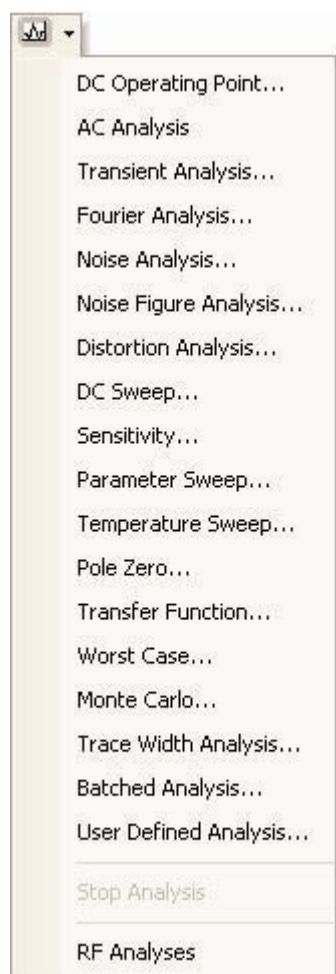 DC Operating Point...
AC Analysis
Transient Analysis...
Fourier Analysis...
Noise Analysis...
Noise Figure Analysis...
Distortion Analysis...
DC Sweep...
Sensitivity...
Parameter Sweep...
Temperature Sweep...
Pole Zero...
Transfer Function...
Worst Case...
Monte Carlo...
Trace Width Analysis...
Batched Analysis...
User Defined Analysis...
Stop Analysis
RF Analyses